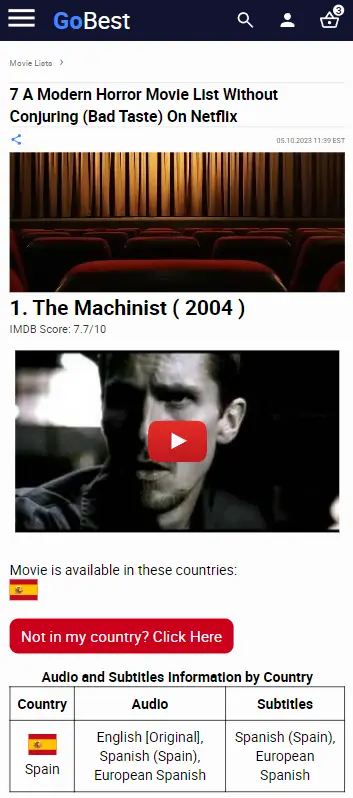 GoBest
3
Movie Lists >
7 A Modern Horror Movie List Without
Conjuring (Bad Taste) On Netflix
05.10.2023 11:39 EST
1. The Machinist ( 2004 )
IMDB Score: 7.7/10
Movie is available in these countries:
Not in my country? Click Here
Audio and Subtitles Information by Country
Country Audio Subtitles
Spain
English [Original],
Spanish (Spain),
European Spanish
Spanish (Spain),
European
Spanish